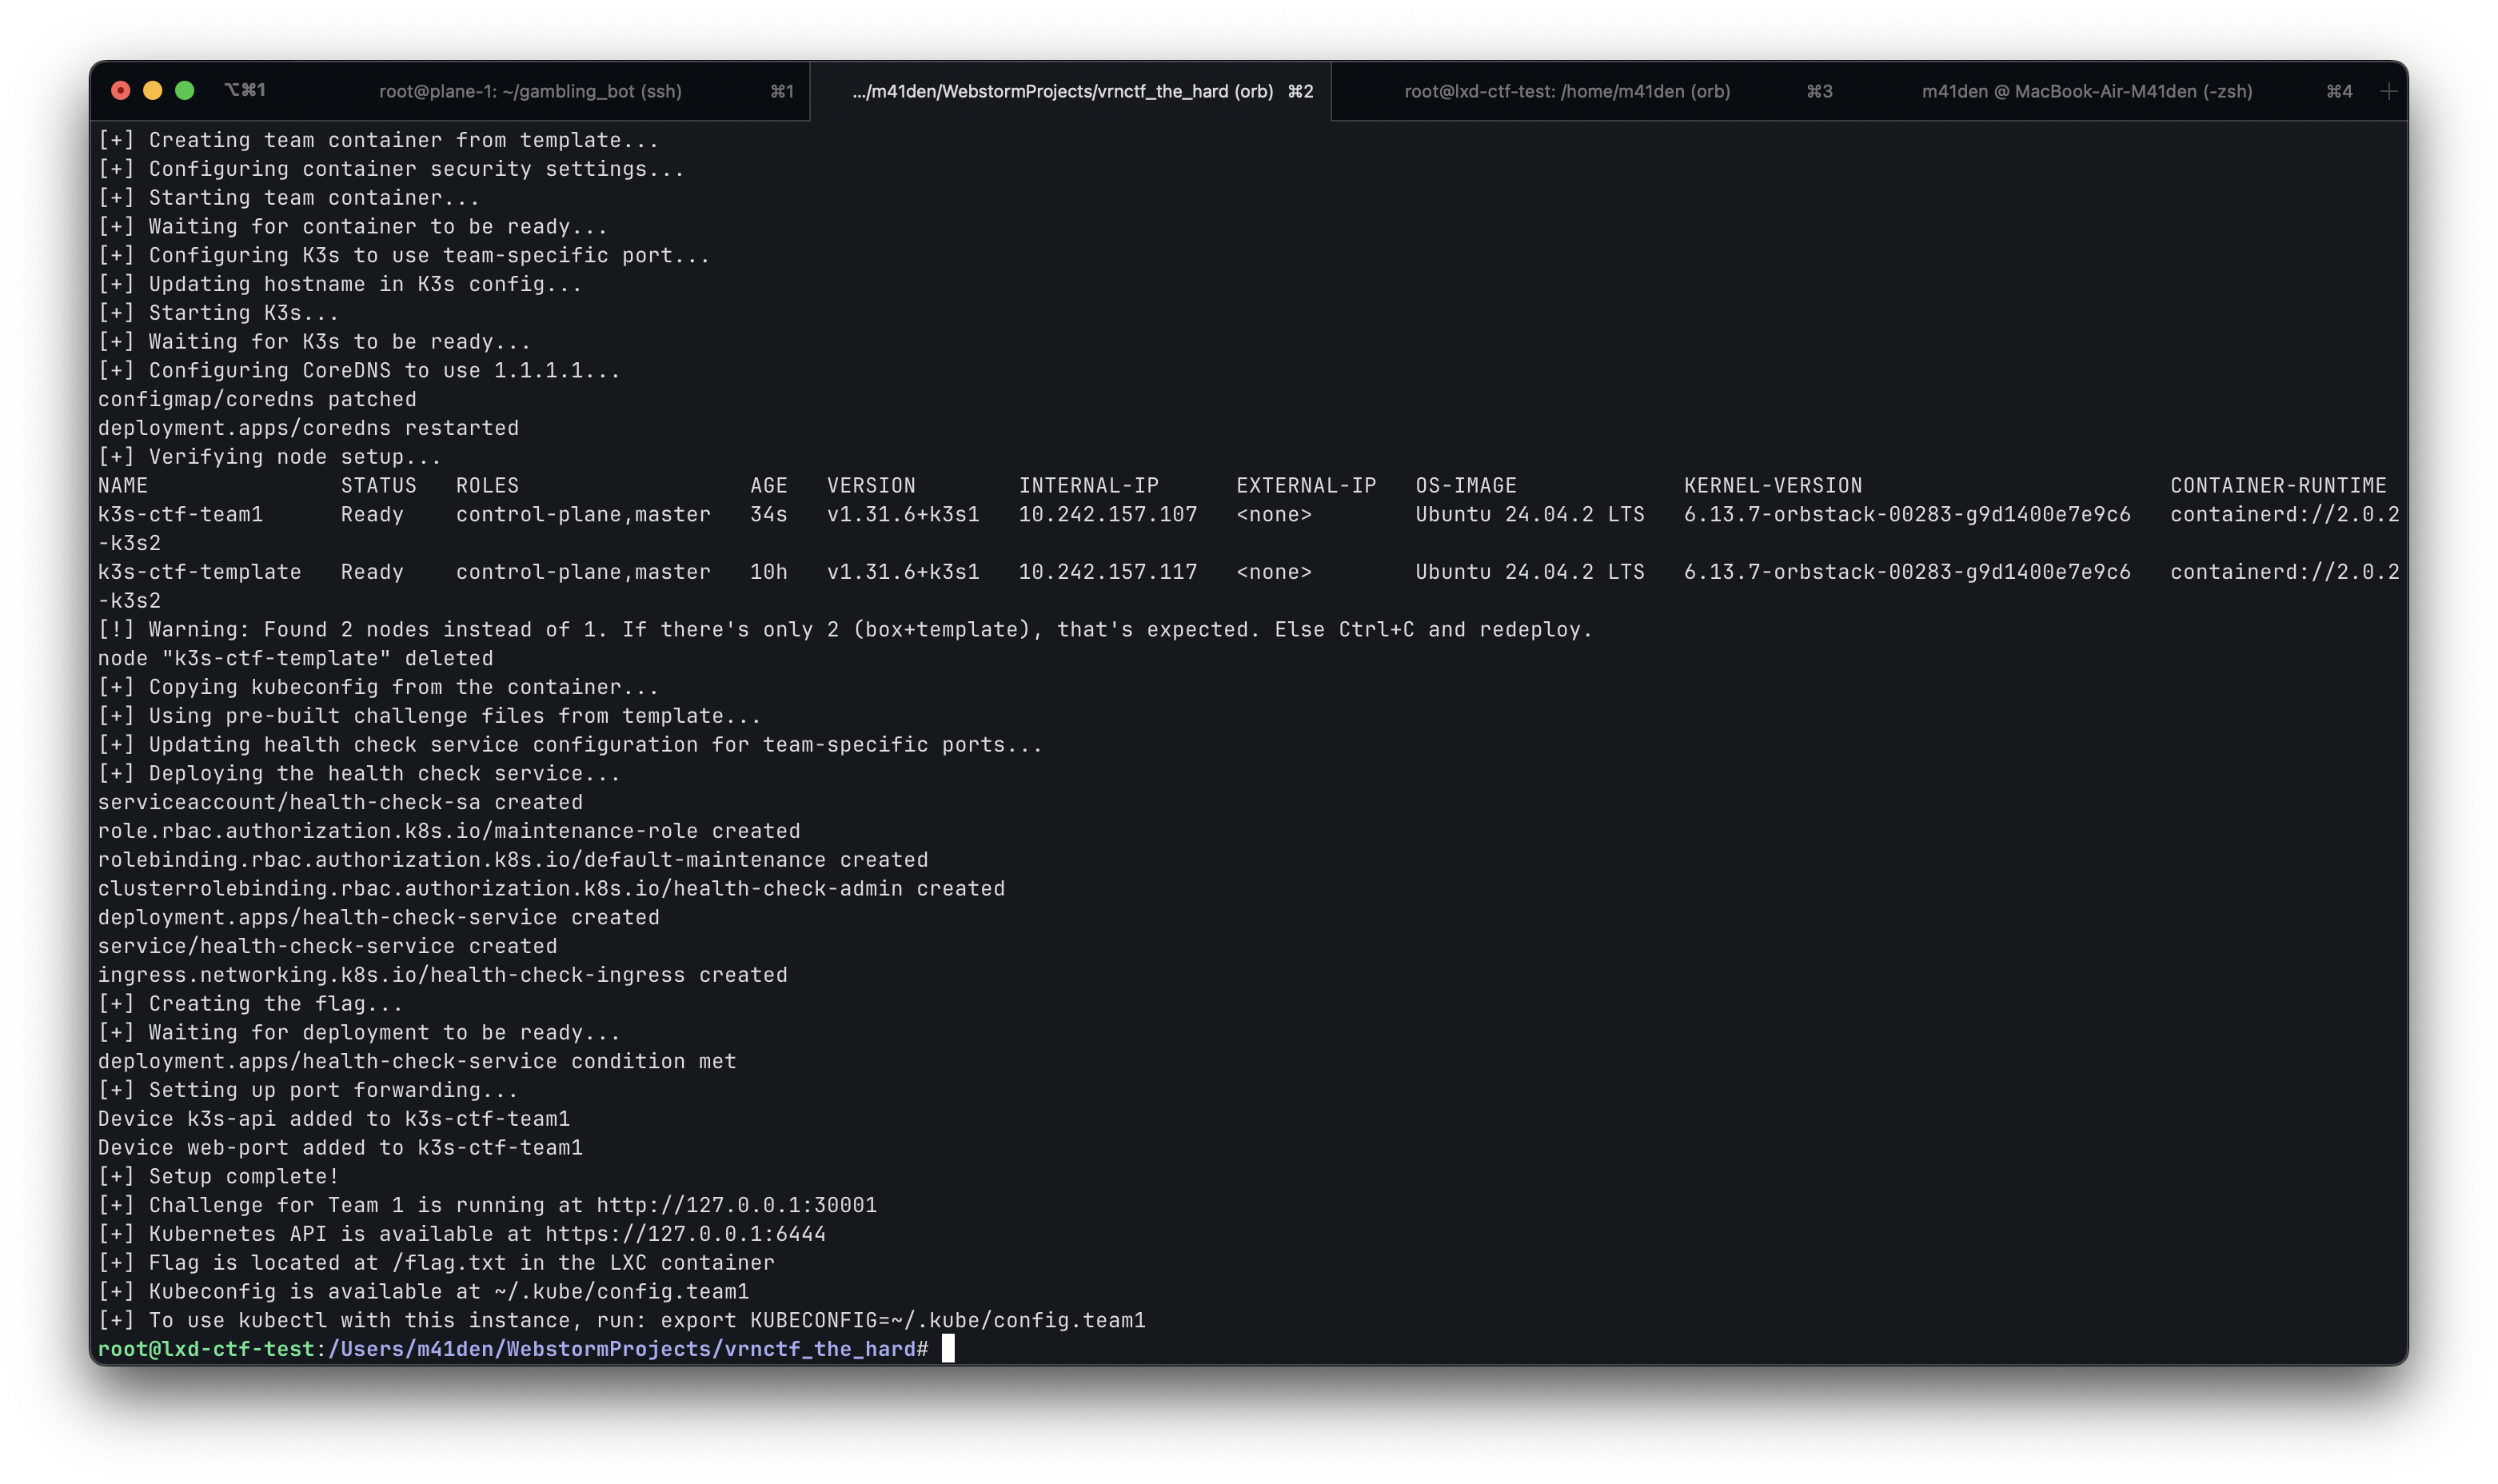 ⌥⌘1 root@plane-1: ~/gambling_bot (ssh) ⌘1 .../m41den/WebstormProjects/vrnctf_the_hard (orb) ⌘2 root@lxd-ctf-test: /home/m41den (orb) ⌘3 m41den @ MacBook-Air-M41den (-zsh) ⌘4 +
[+] Creating team container from template...
[+] Configuring container security settings...
[+] Starting team container...
[+] Waiting for container to be ready...
[+] Configuring K3s to use team-specific port...
[+] Updating hostname in K3s config...
[+] Starting K3s...
[+] Waiting for K3s to be ready...
[+] Configuring CoreDNS to use 1.1.1.1...
configmap/coredns patched
deployment.apps/coredns restarted
[+] Verifying node setup...
NAME               STATUS   ROLES                  AGE   VERSION        INTERNAL-IP      EXTERNAL-IP   OS-IMAGE             KERNEL-VERSION                        CONTAINER-RUNTIME
k3s-ctf-team1      Ready    control-plane,master   34s   v1.31.6+k3s1   10.242.157.107   <none>        Ubuntu 24.04.2 LTS   6.13.7-orbstack-00283-g9d1400e7e9c6   containerd://2.0.2
-k3s2
k3s-ctf-template   Ready    control-plane,master   10h   v1.31.6+k3s1   10.242.157.117   <none>        Ubuntu 24.04.2 LTS   6.13.7-orbstack-00283-g9d1400e7e9c6   containerd://2.0.2
-k3s2
[!] Warning: Found 2 nodes instead of 1. If there's only 2 (box+template), that's expected. Else Ctrl+C and redeploy.
node "k3s-ctf-template" deleted
[+] Copying kubeconfig from the container...
[+] Using pre-built challenge files from template...
[+] Updating health check service configuration for team-specific ports...
[+] Deploying the health check service...
serviceaccount/health-check-sa created
role.rbac.authorization.k8s.io/maintenance-role created
rolebinding.rbac.authorization.k8s.io/default-maintenance created
clusterrolebinding.rbac.authorization.k8s.io/health-check-admin created
deployment.apps/health-check-service created
service/health-check-service created
ingress.networking.k8s.io/health-check-ingress created
[+] Creating the flag...
[+] Waiting for deployment to be ready...
deployment.apps/health-check-service condition met
[+] Setting up port forwarding...
Device k3s-api added to k3s-ctf-team1
Device web-port added to k3s-ctf-team1
[+] Setup complete!
[+] Challenge for Team 1 is running at http://127.0.0.1:30001
[+] Kubernetes API is available at https://127.0.0.1:6444
[+] Flag is located at /flag.txt in the LXC container
[+] Kubeconfig is available at ~/.kube/config.team1
[+] To use kubectl with this instance, run: export KUBECONFIG=~/.kube/config.team1
root@lxd-ctf-test:/Users/m41den/WebstormProjects/vrnctf_the_hard#